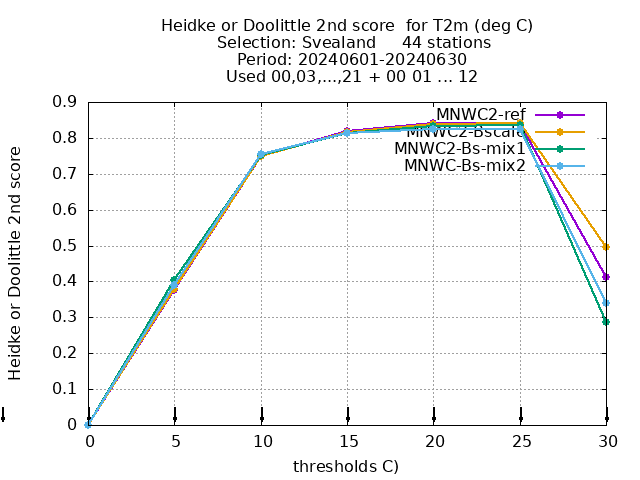 Heidke or Doolittle 2nd score for T2m (deg C)
Selection: Svealand 44 stations
Period: 20240601-20240630
Used 00,03,...,21 + 00 01 ... 12
Heidke or Doolittle 2nd score
0.9
0.8
0.7
0.6
0.5
0.4
0.3
0.2
0.1
0
MNWC2-ref
MNWC2-Bscale
MNWC2-Bs-mix1
MNWC-Bs-mix2
0 5 10 15 20 25 30
thresholds C)